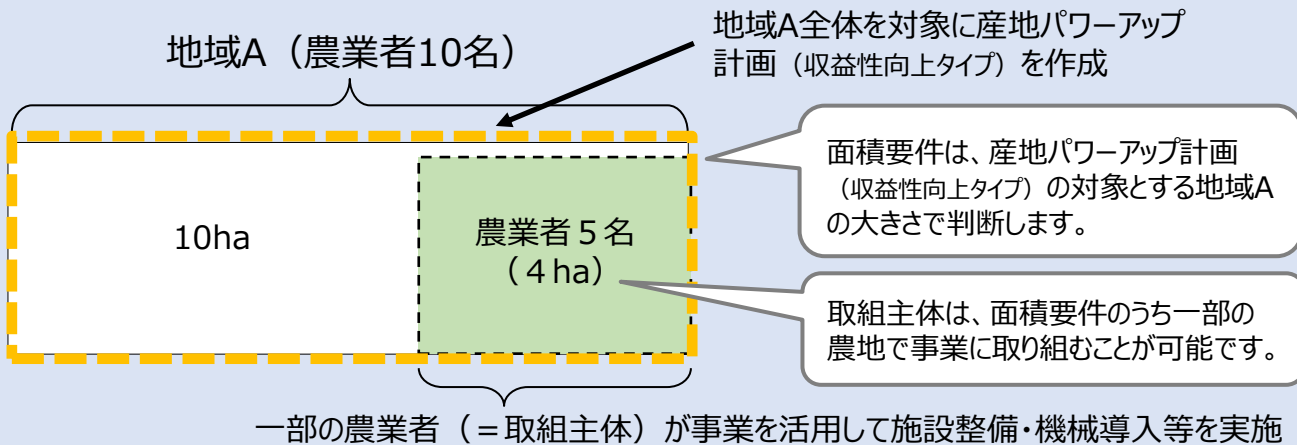 地域A（農業者10名）
地域A全体を対象に産地パワーアップ
計画（収益性向上タイプ）を作成
面積要件は、産地パワーアップ計画
（収益性向上タイプ）の対象とする地域A
の大きさで判断します。
10ha
農業者５名
（４ha）
取組主体は、面積要件のうち一部の
農地で事業に取り組むことが可能です。
一部の農業者（＝取組主体）が事業を活用して施設整備・機械導入等を実施